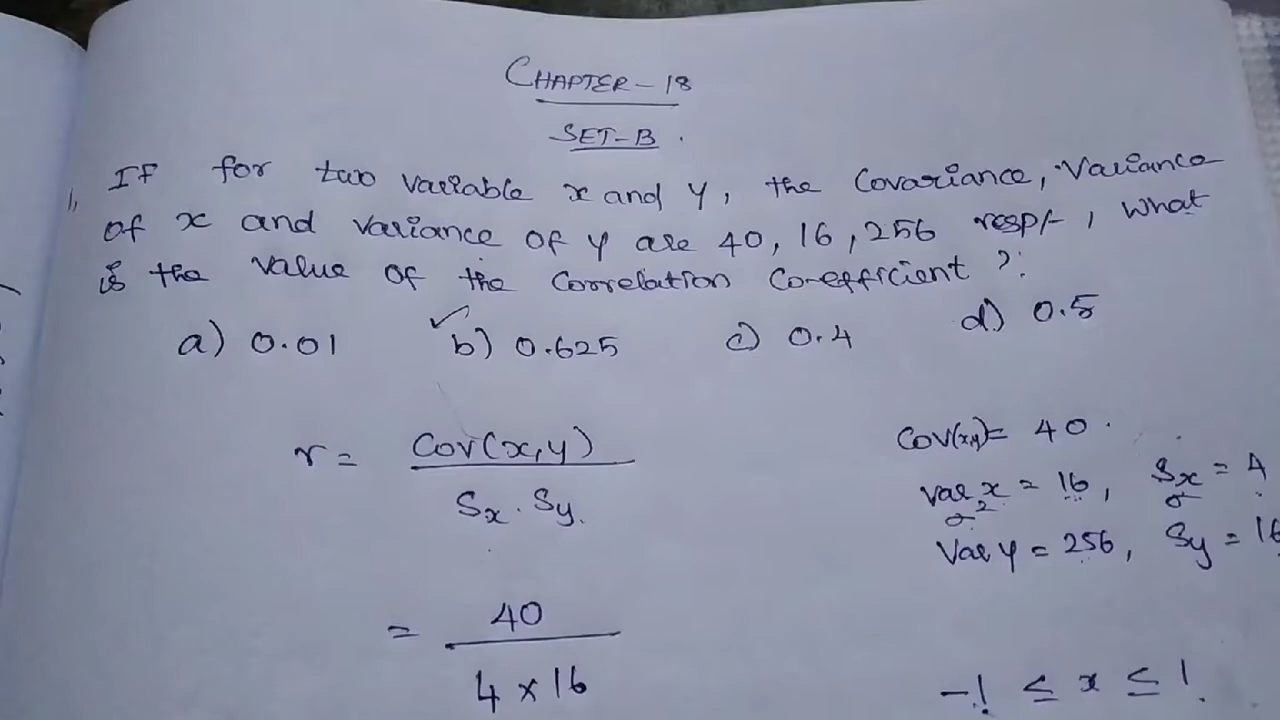 CHAPTER - 18
SET-B.
1, IF for two variable x and y, the Covariance, Variance
of x and variance of y are 40, 16, 256 resp/-, what
is the value of the Correlation Co-efficient ?.
a) 0.01 ✓b) 0.625 c) 0.4 d) 0.5
r = Cov(x,y) / Sx . Sy.
Cov(x,y) = 40.
var x = 16, Sx = 4
σ² σ
Var y = 256, Sy = 16
= 40 / 4 × 16
-1 ≤ x ≤ 1.